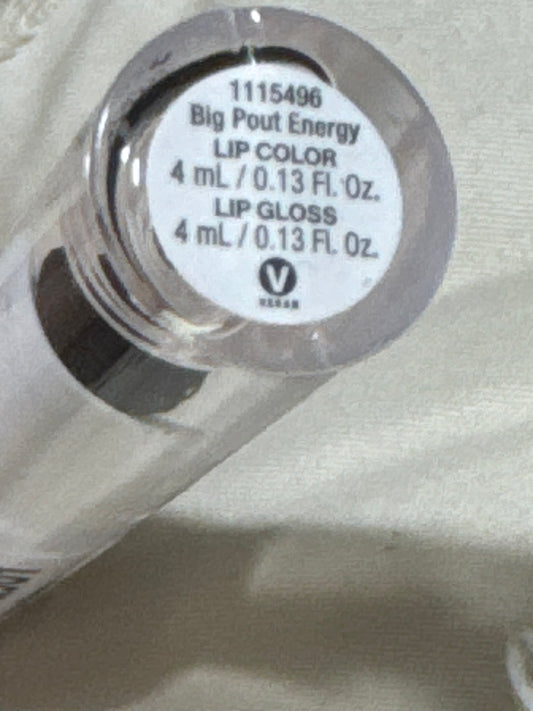 1115496
Big Pout Energy
LIP COLOR
4 mL / 0.13 Fl. Oz.
LIP GLOSS
4 mL / 0.13 Fl. Oz.
V
VEGAN